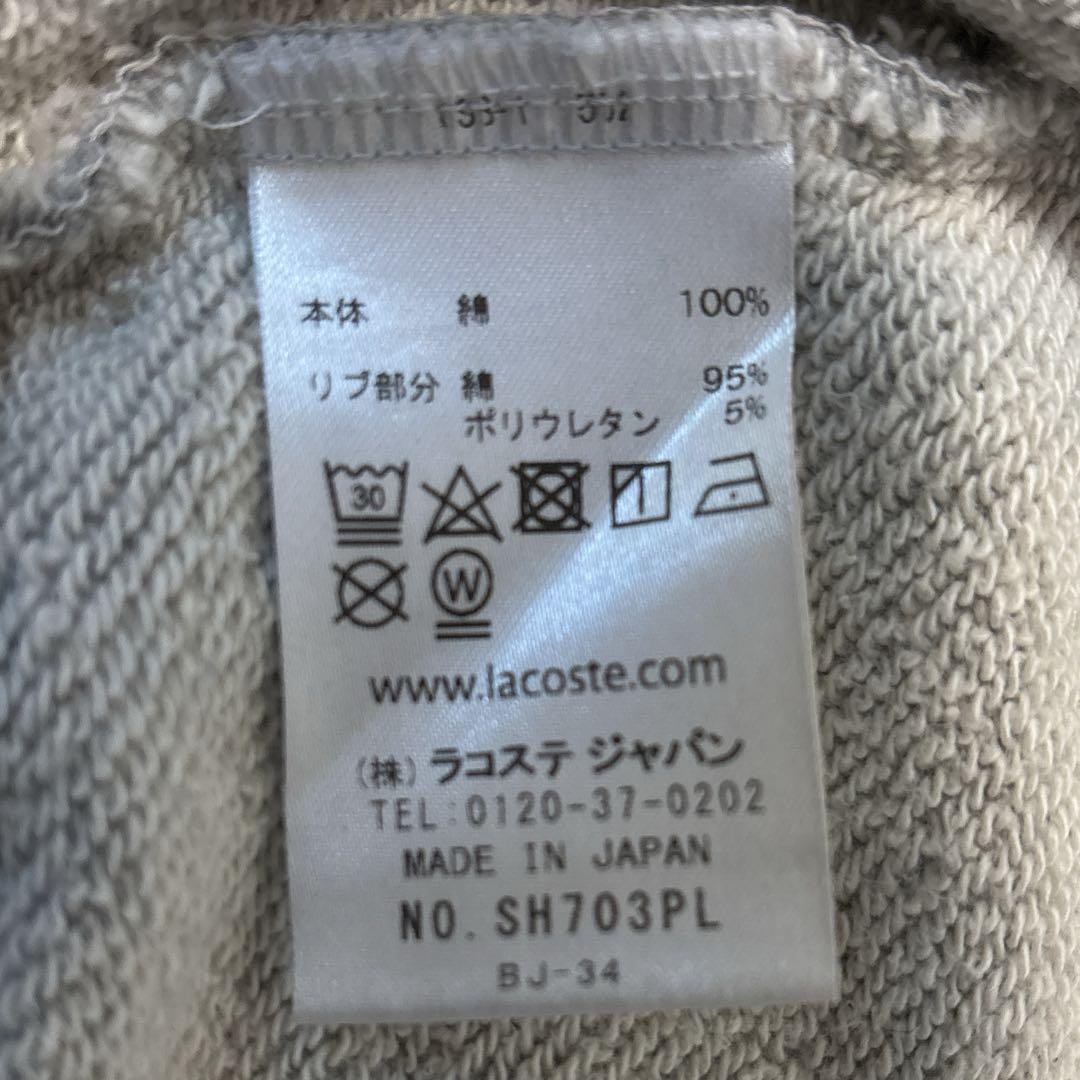 本体 綿 100%
リブ部分 綿 95%
ポリウレタン 5%
30
W
www.lacoste.com
(株) ラコステ ジャパン
TEL:0120-37-0202
MADE IN JAPAN
NO. SH703PL
BJ-34